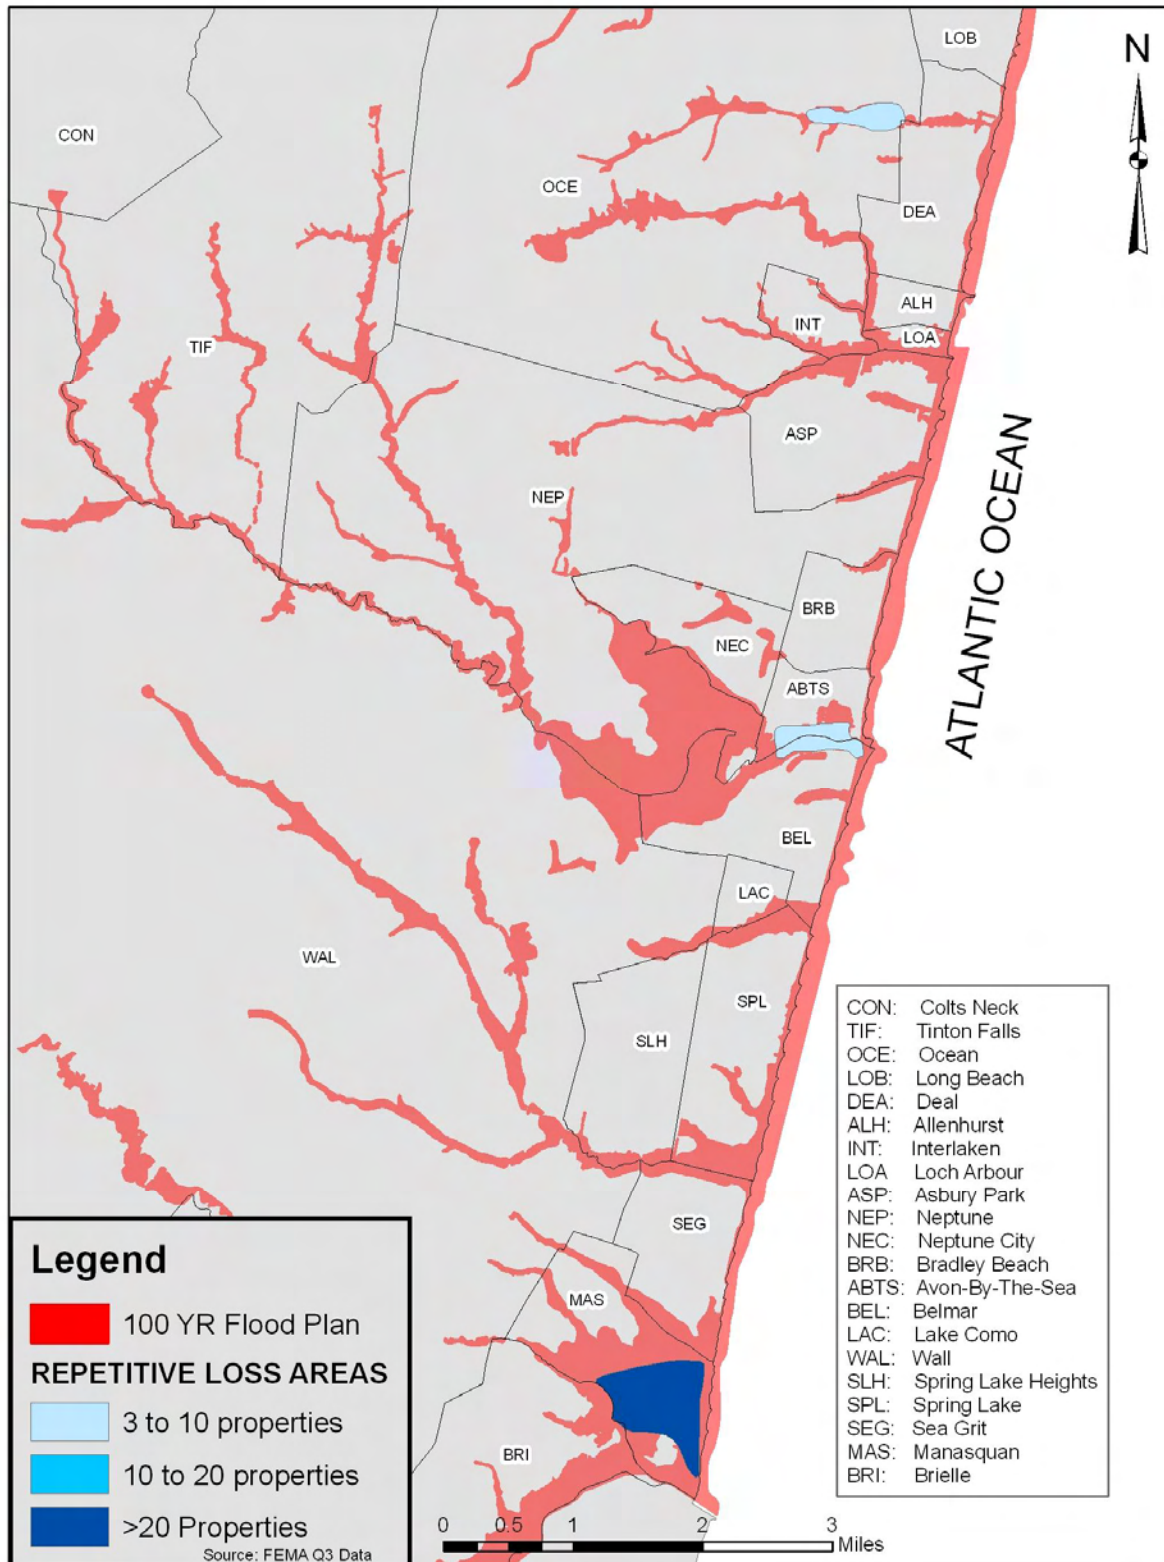 LOB
N
CON
OCE
DEA
ALH
INT
LOA
TIF
ASP
ATLANTIC OCEAN
NEP
BRB
NEC
ABTS
BEL
LAC
WAL
SPL
SLH
SEG
MAS
BRI
CON: Colts Neck
TIF: Tinton Falls
OCE: Ocean
LOB: Long Beach
DEA: Deal
ALH: Allenhurst
INT: Interlaken
LOA Loch Arbour
ASP: Asbury Park
NEP: Neptune
NEC: Neptune City
BRB: Bradley Beach
ABTS: Avon-By-The-Sea
BEL: Belmar
LAC: Lake Como
WAL: Wall
SLH: Spring Lake Heights
SPL: Spring Lake
SEG: Sea Grit
MAS: Manasquan
BRI: Brielle
Legend
100 YR Flood Plan
REPETITIVE LOSS AREAS
3 to 10 properties
10 to 20 properties
>20 Properties
Source: FEMA Q3 Data
0 0.5 1 2 3
Miles